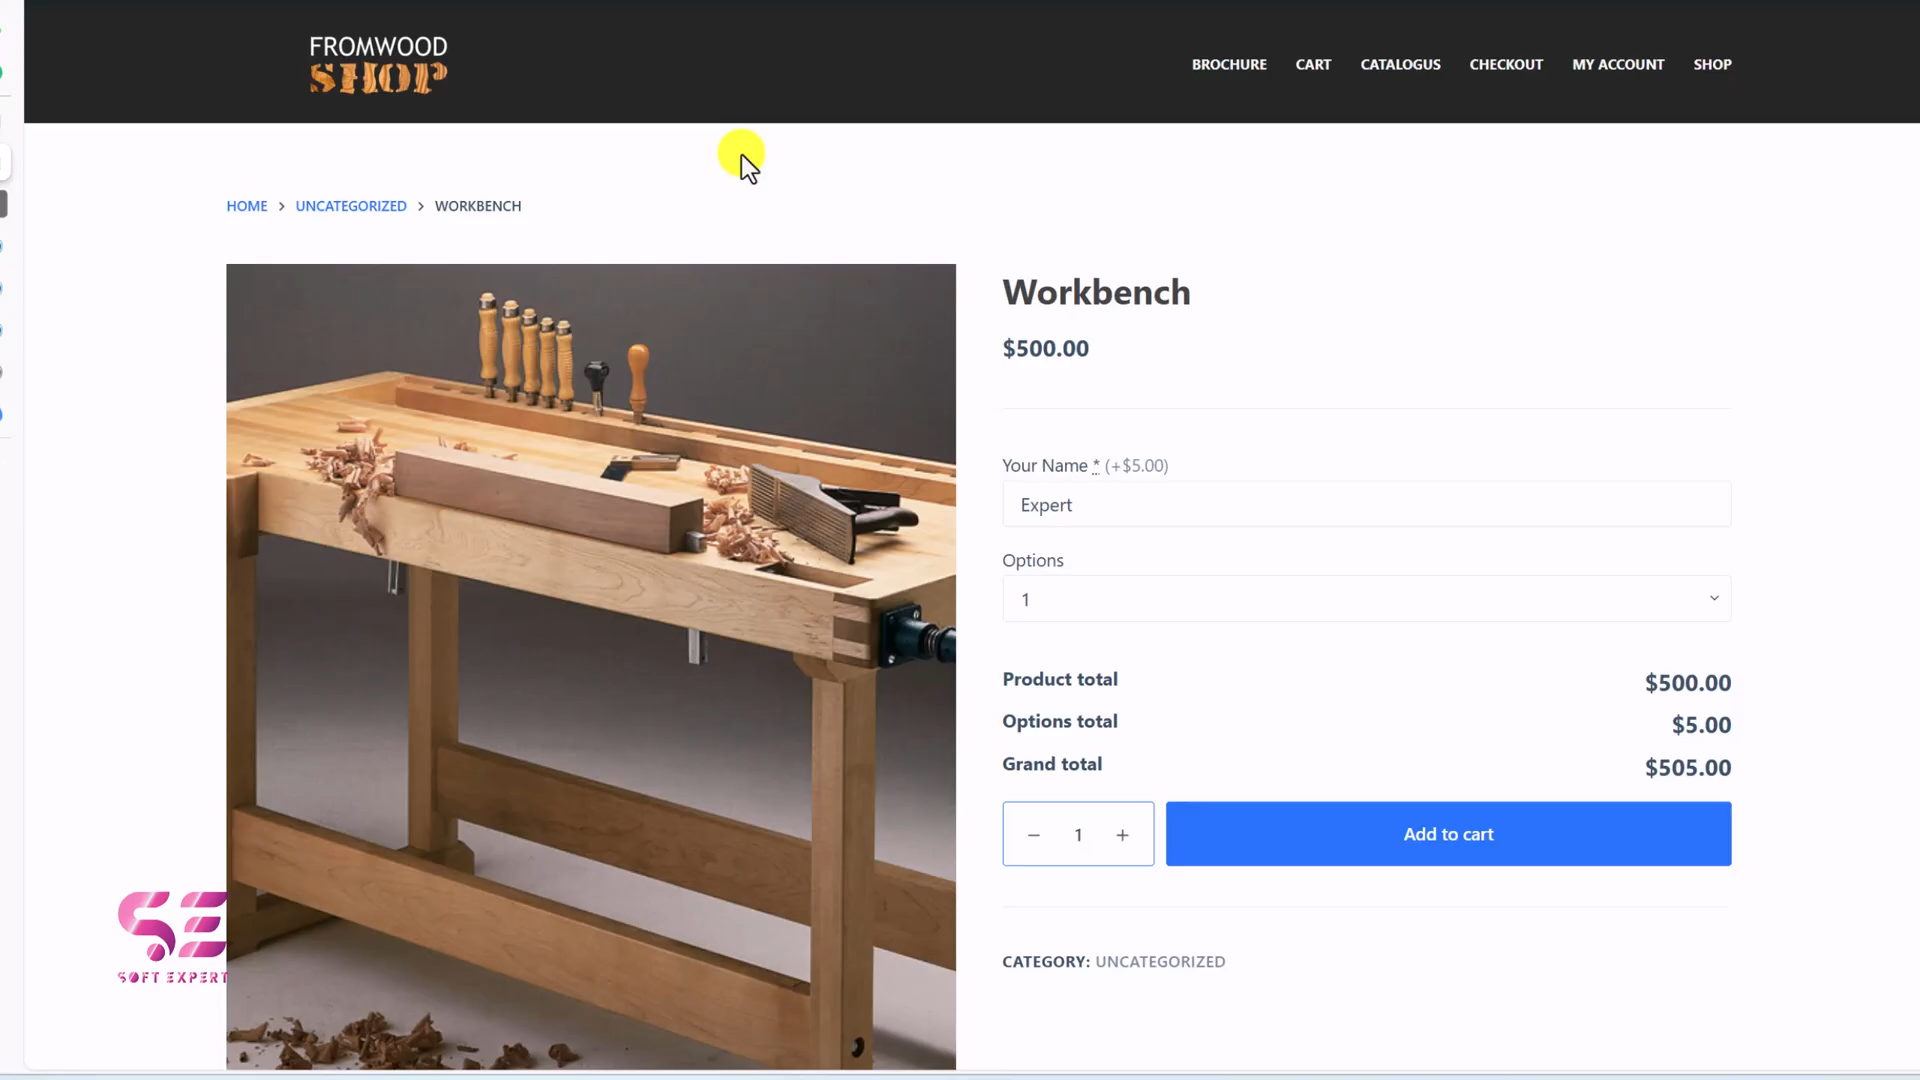 FROMWOOD
SHOP
BROCHURE CART CATALOGUS CHECKOUT MY ACCOUNT SHOP
HOME > UNCATEGORIZED > WORKBENCH
Workbench
$500.00
Your Name * (+$5.00)
Expert
Options
1
Product total $500.00
Options total $5.00
Grand total $505.00
− 1 + Add to cart
CATEGORY: UNCATEGORIZED
SE
SOFT EXPERT